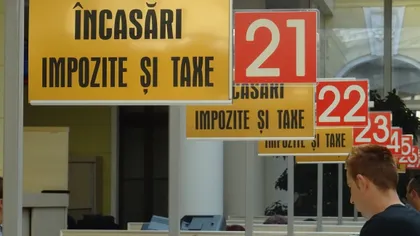 ÎNCASĂRI
IMPOZITE ȘI TAXE
21
ÎNCASĂRI
IMPOZITE ȘI TAXE
22
IMPOZITE ȘI TAXE
23